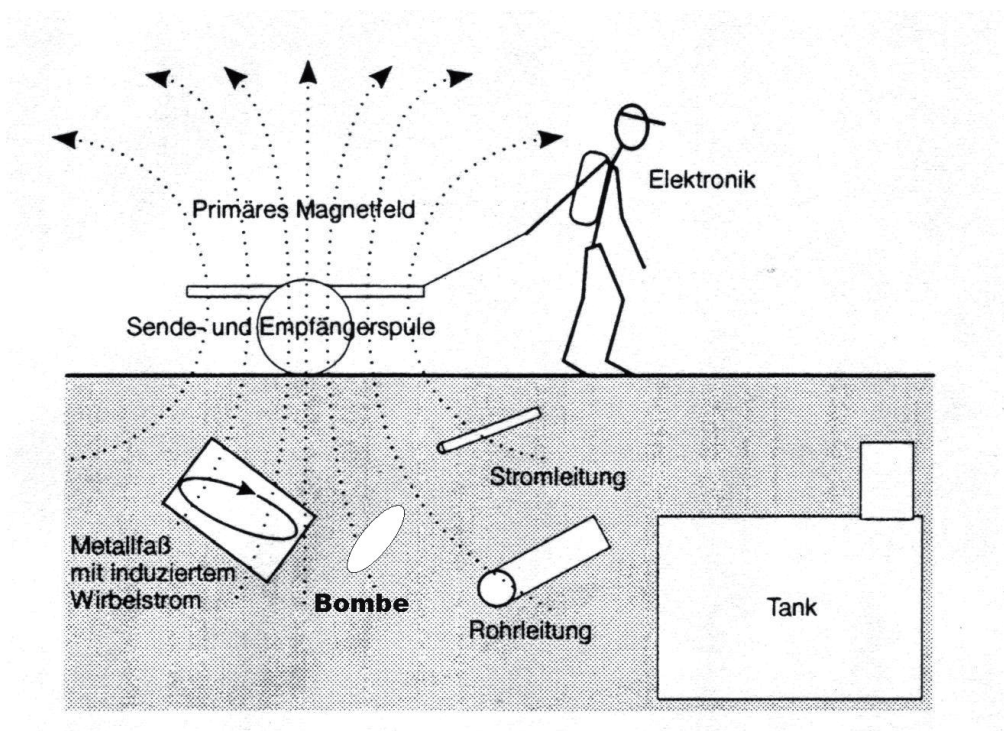 Elektronik
Primäres Magnetfeld
Sende- und Empfängerspule
Stromleitung
Metallfaß
mit induziertem
Wirbelstrom
Bombe
Rohrleitung
Tank